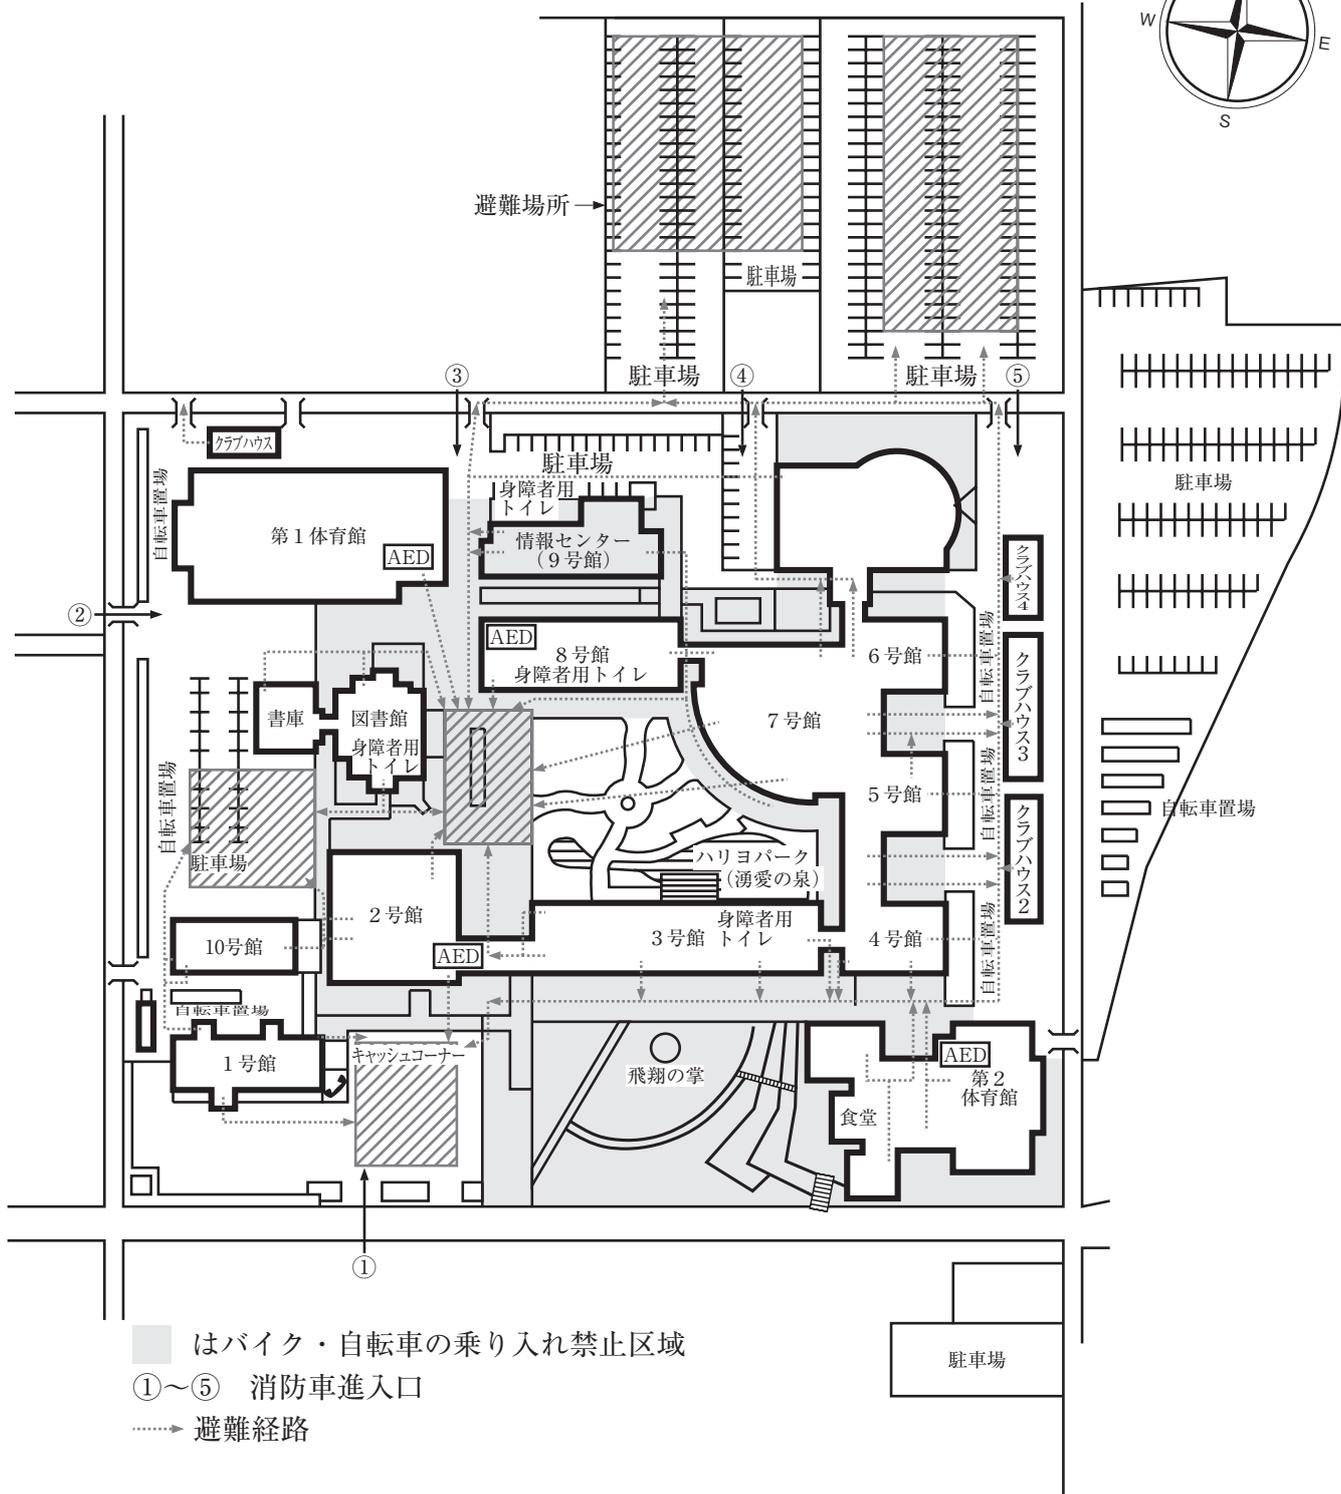 W
E
S
避難場所
駐車場
③
駐車場
④
駐車場
⑤
クラブハウス
自転車置場
駐車場
身障者用
トイレ
第１体育館
AED
情報センター
（９号館）
駐車場
クラブハウス4
②
AED
８号館
身障者用トイレ
６号館
自転車置場
書庫
図書館
身障者用
トイレ
７号館
クラブハウス3
自転車置場
駐車場
５号館
自転車置場
自転車置場
ハリヨパーク
（湧愛の泉）
クラブハウス2
２号館
身障者用
トイレ
３号館
４号館
自転車置場
10号館
AED
自転車置場
キャッシュコーナー
１号館
飛翔の掌
AED
第２
体育館
食堂
①
駐車場
はバイク・自転車の乗り入れ禁止区域
①～⑤　消防車進入口
避難経路